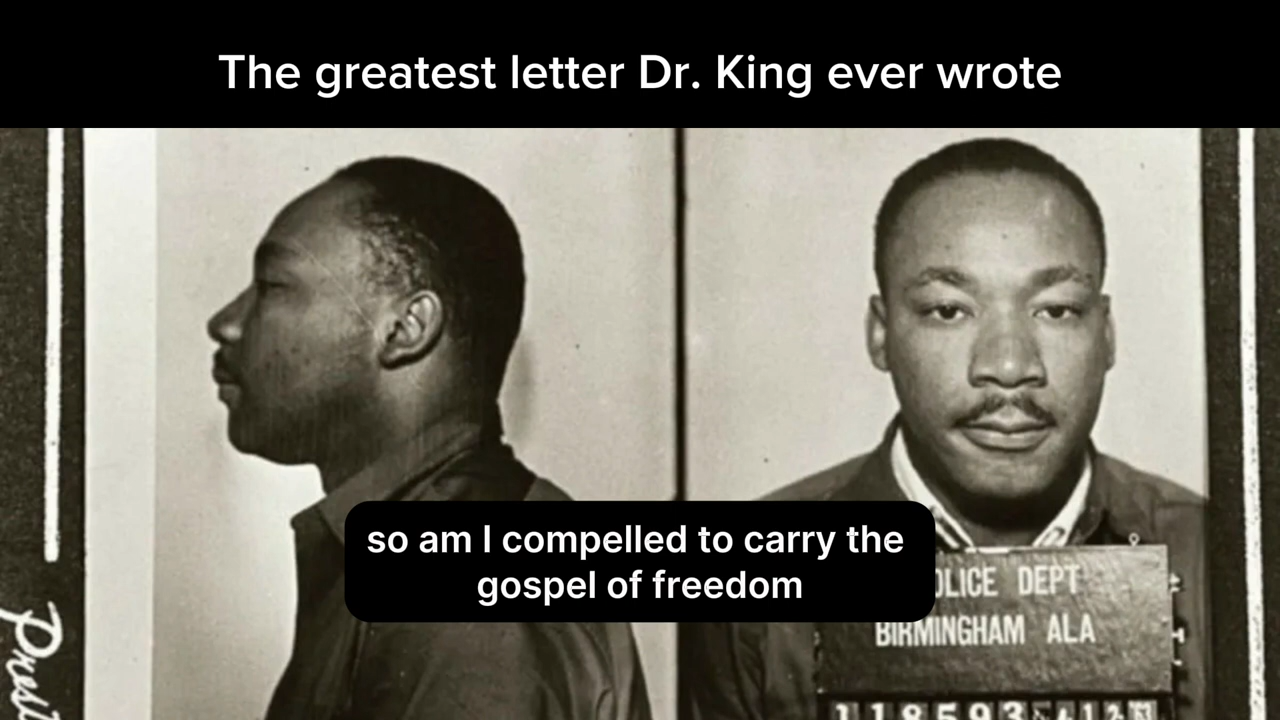 The greatest letter Dr. King ever wrote
so am I compelled to carry the
gospel of freedom
OLICE DEPT
BIRMINGHAM ALA